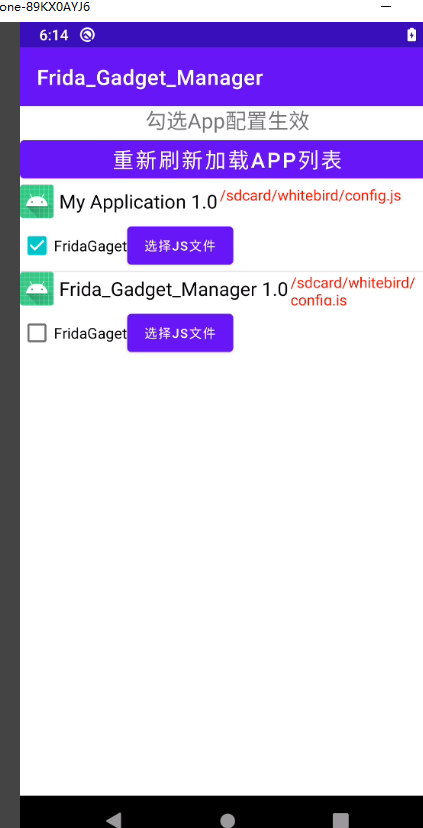 one-89KX0AYJ6
6:14
Frida_Gadget_Manager
勾选App配置生效
重新刷新加载APP列表
My Application 1.0 /sdcard/whitebird/config.js
FridaGaget 选择JS文件
Frida_Gadget_Manager 1.0 /sdcard/whitebird/
config.js
FridaGaget 选择JS文件